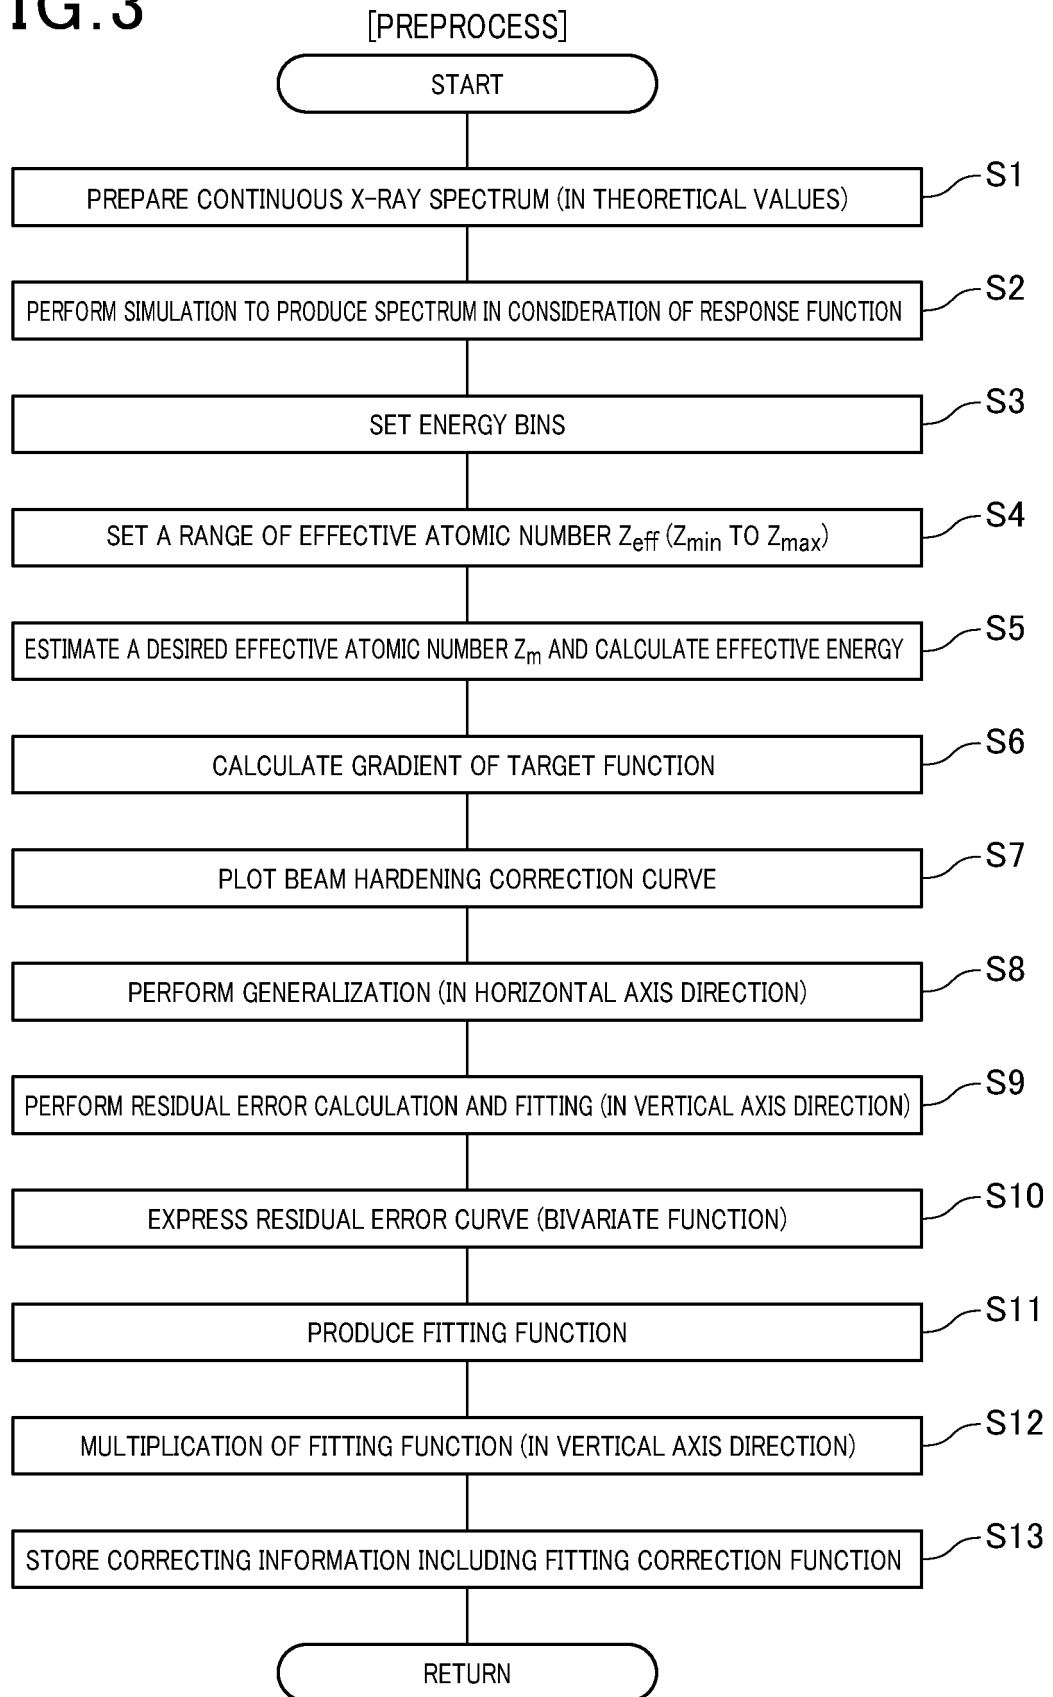 IG.3
[PREPROCESS]
START
PREPARE CONTINUOUS X-RAY SPECTRUM (IN THEORETICAL VALUES)
S1
PERFORM SIMULATION TO PRODUCE SPECTRUM IN CONSIDERATION OF RESPONSE FUNCTION
S2
SET ENERGY BINS
S3
SET A RANGE OF EFFECTIVE ATOMIC NUMBER Zeff (Zmin TO Zmax)
S4
ESTIMATE A DESIRED EFFECTIVE ATOMIC NUMBER Zm AND CALCULATE EFFECTIVE ENERGY
S5
CALCULATE GRADIENT OF TARGET FUNCTION
S6
PLOT BEAM HARDENING CORRECTION CURVE
S7
PERFORM GENERALIZATION (IN HORIZONTAL AXIS DIRECTION)
S8
PERFORM RESIDUAL ERROR CALCULATION AND FITTING (IN VERTICAL AXIS DIRECTION)
S9
EXPRESS RESIDUAL ERROR CURVE (BIVARIATE FUNCTION)
S10
PRODUCE FITTING FUNCTION
S11
MULTIPLICATION OF FITTING FUNCTION (IN VERTICAL AXIS DIRECTION)
S12
STORE CORRECTING INFORMATION INCLUDING FITTING CORRECTION FUNCTION
S13
RETURN